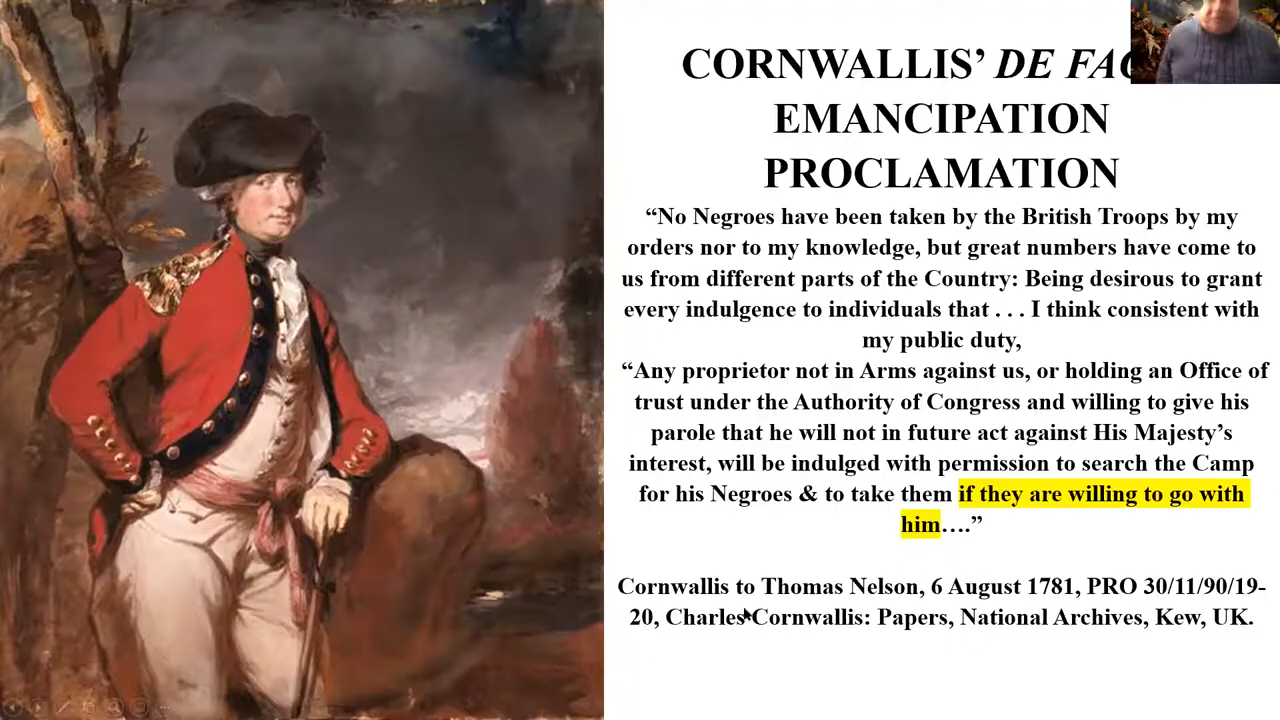 CORNWALLIS’ DE FAC
EMANCIPATION
PROCLAMATION
“No Negroes have been taken by the British Troops by my
orders nor to my knowledge, but great numbers have come to
us from different parts of the Country: Being desirous to grant
every indulgence to individuals that . . . I think consistent with
my public duty,
“Any proprietor not in Arms against us, or holding an Office of
trust under the Authority of Congress and willing to give his
parole that he will not in future act against His Majesty’s
interest, will be indulged with permission to search the Camp
for his Negroes & to take them if they are willing to go with
him….”
Cornwallis to Thomas Nelson, 6 August 1781, PRO 30/11/90/19-
20, Charles Cornwallis: Papers, National Archives, Kew, UK.